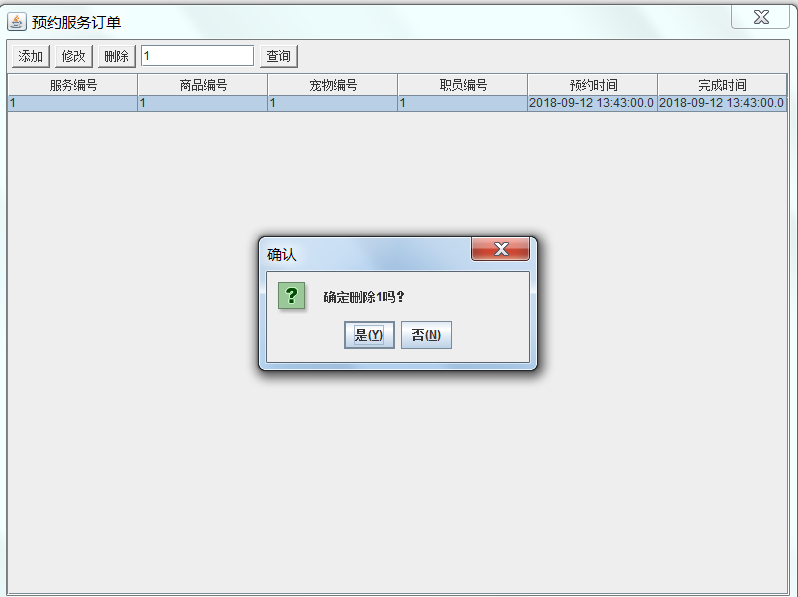 预约服务订单
添加 修改 删除 1 查询
服务编号 商品编号 宠物编号 职员编号 预约时间 完成时间
1 1 1 1 2018-09-12 13:43:00.0 2018-09-12 13:43:00.0
确认
?
确定删除1吗?
是(Y) 否(N)